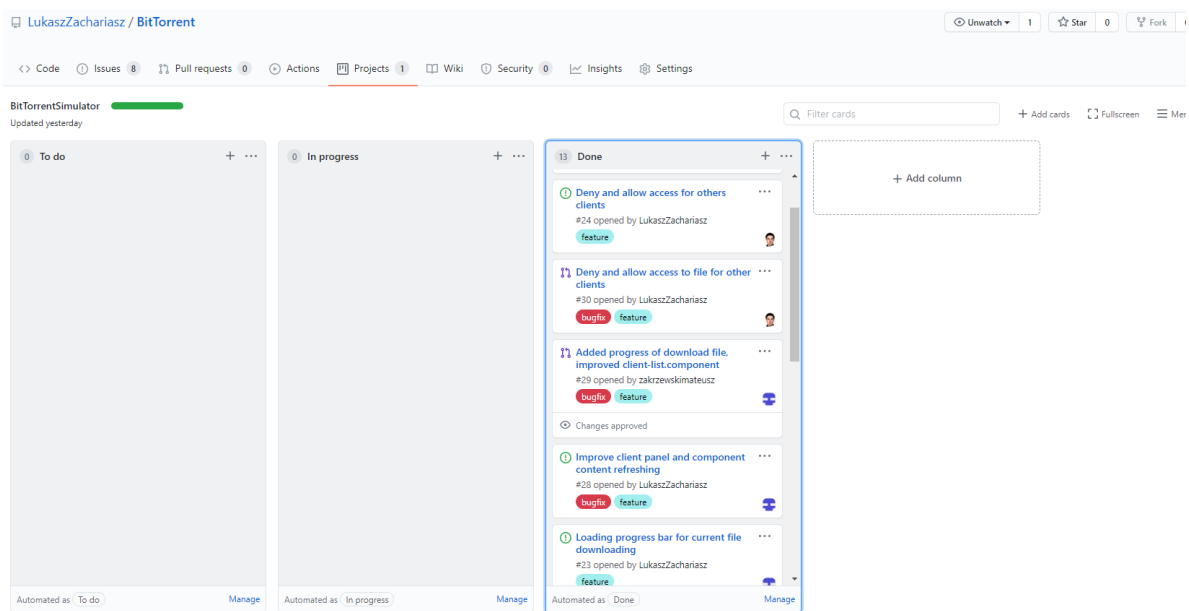 LukaszZachariasz / BitTorrent
Unwatch 1 Star 0 Fork
Code Issues 8 Pull requests 0 Actions Projects 1 Wiki Security 0 Insights Settings
BitTorrentSimulator
Updated yesterday
Filter cards
Add cards Fullscreen
0 To do
0 In progress
13 Done
Deny and allow access for others
clients
#24 opened by LukaszZachariasz
feature
Deny and allow access to file for other
clients
#30 opened by LukaszZachariasz
bugfix feature
Added progress of download file,
improved client-list.component
#29 opened by zakrzewskimateusz
bugfix feature
Changes approved
Improve client panel and component
content refreshing
#28 opened by LukaszZachariasz
bugfix feature
Loading progress bar for current file
downloading
#23 opened by LukaszZachariasz
feature
Add column
Automated as To do Manage
Automated as In progress Manage
Automated as Done Manage